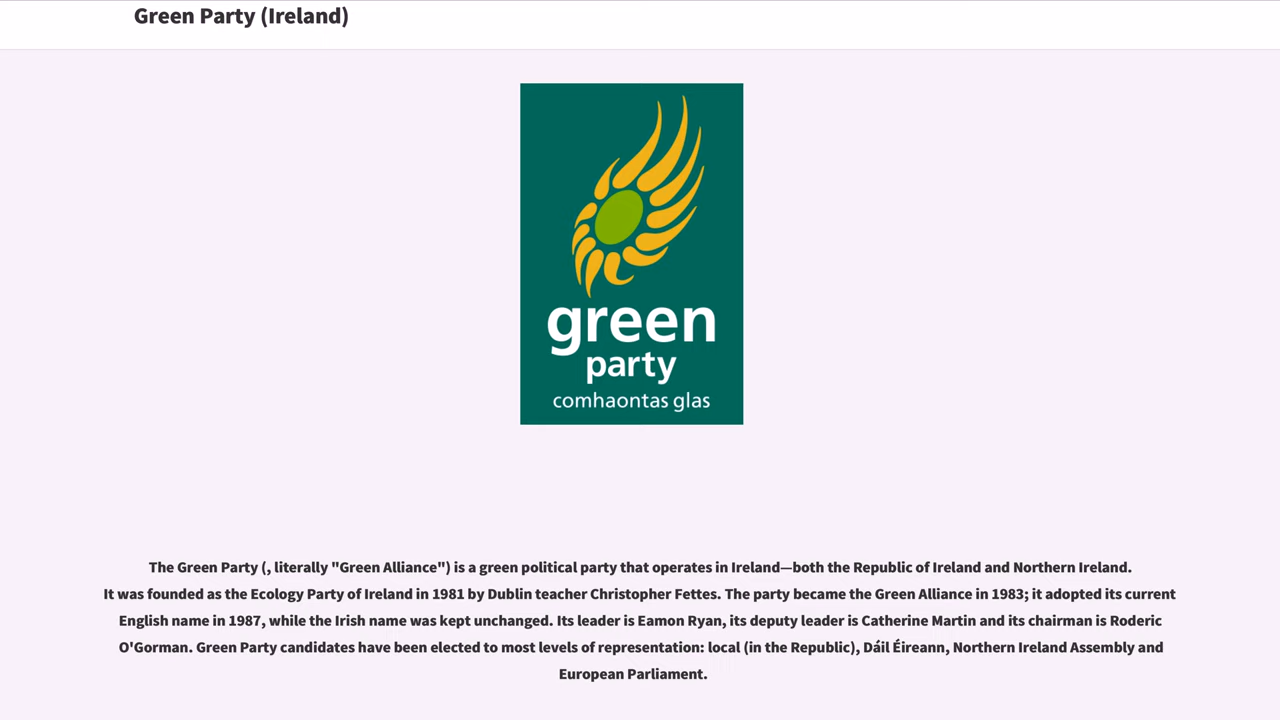 Green Party (Ireland)
green
party
comhaontas glas
The Green Party (, literally "Green Alliance") is a green political party that operates in Ireland—both the Republic of Ireland and Northern Ireland.
It was founded as the Ecology Party of Ireland in 1981 by Dublin teacher Christopher Fettes. The party became the Green Alliance in 1983; it adopted its current
English name in 1987, while the Irish name was kept unchanged. Its leader is Eamon Ryan, its deputy leader is Catherine Martin and its chairman is Roderic
O'Gorman. Green Party candidates have been elected to most levels of representation: local (in the Republic), Dáil Éireann, Northern Ireland Assembly and
European Parliament.